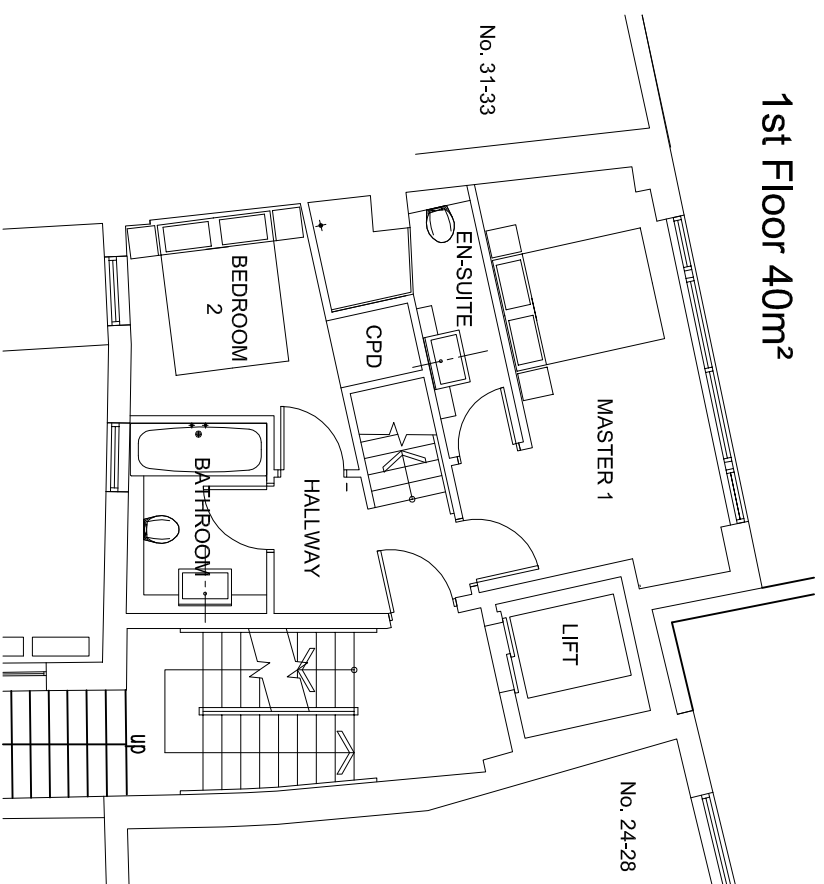 1st Floor 40m²
No. 31-33
EN-SUITE
MASTER 1
BEDROOM
2
CPD
BATHROOM
HALLWAY
LIFT
up
No. 24-28